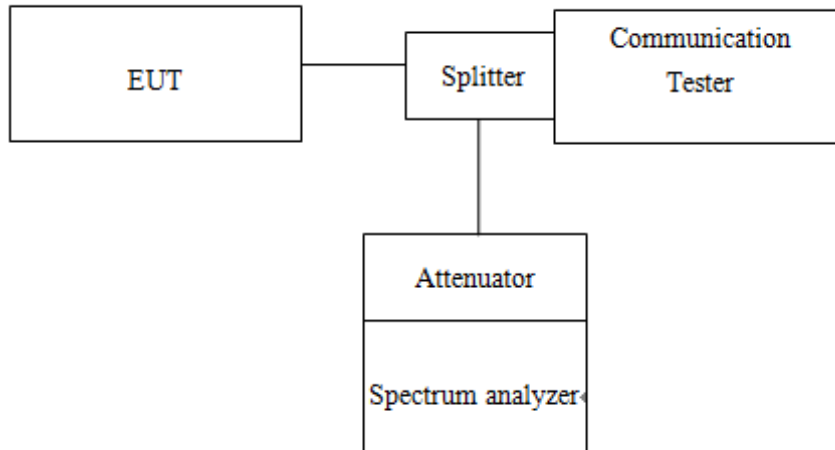 EUT
Splitter
Communication
Tester
Attenuator
Spectrum analyzer